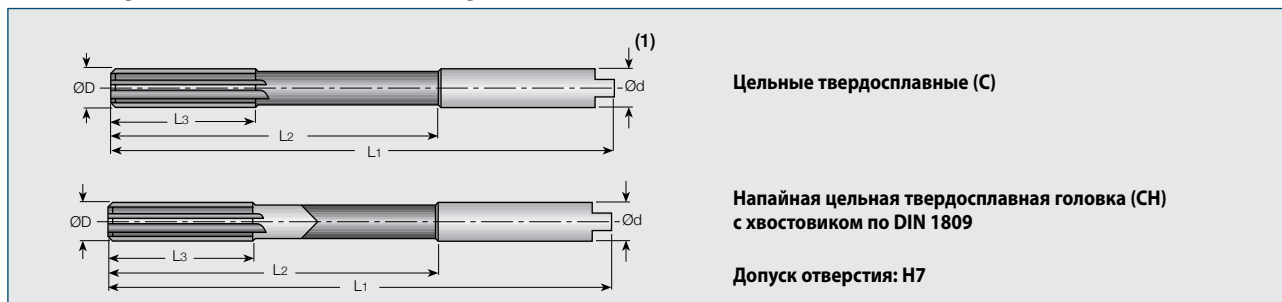 (1)
ØD
Ød
L3
L2
L1
Цельные твердосплавные (C)
ØD
Ød
L3
L2
L1
Напайная цельная твердосплавная головка (CH)
с хвостовиком по DIN 1809
Допуск отверстия: H7